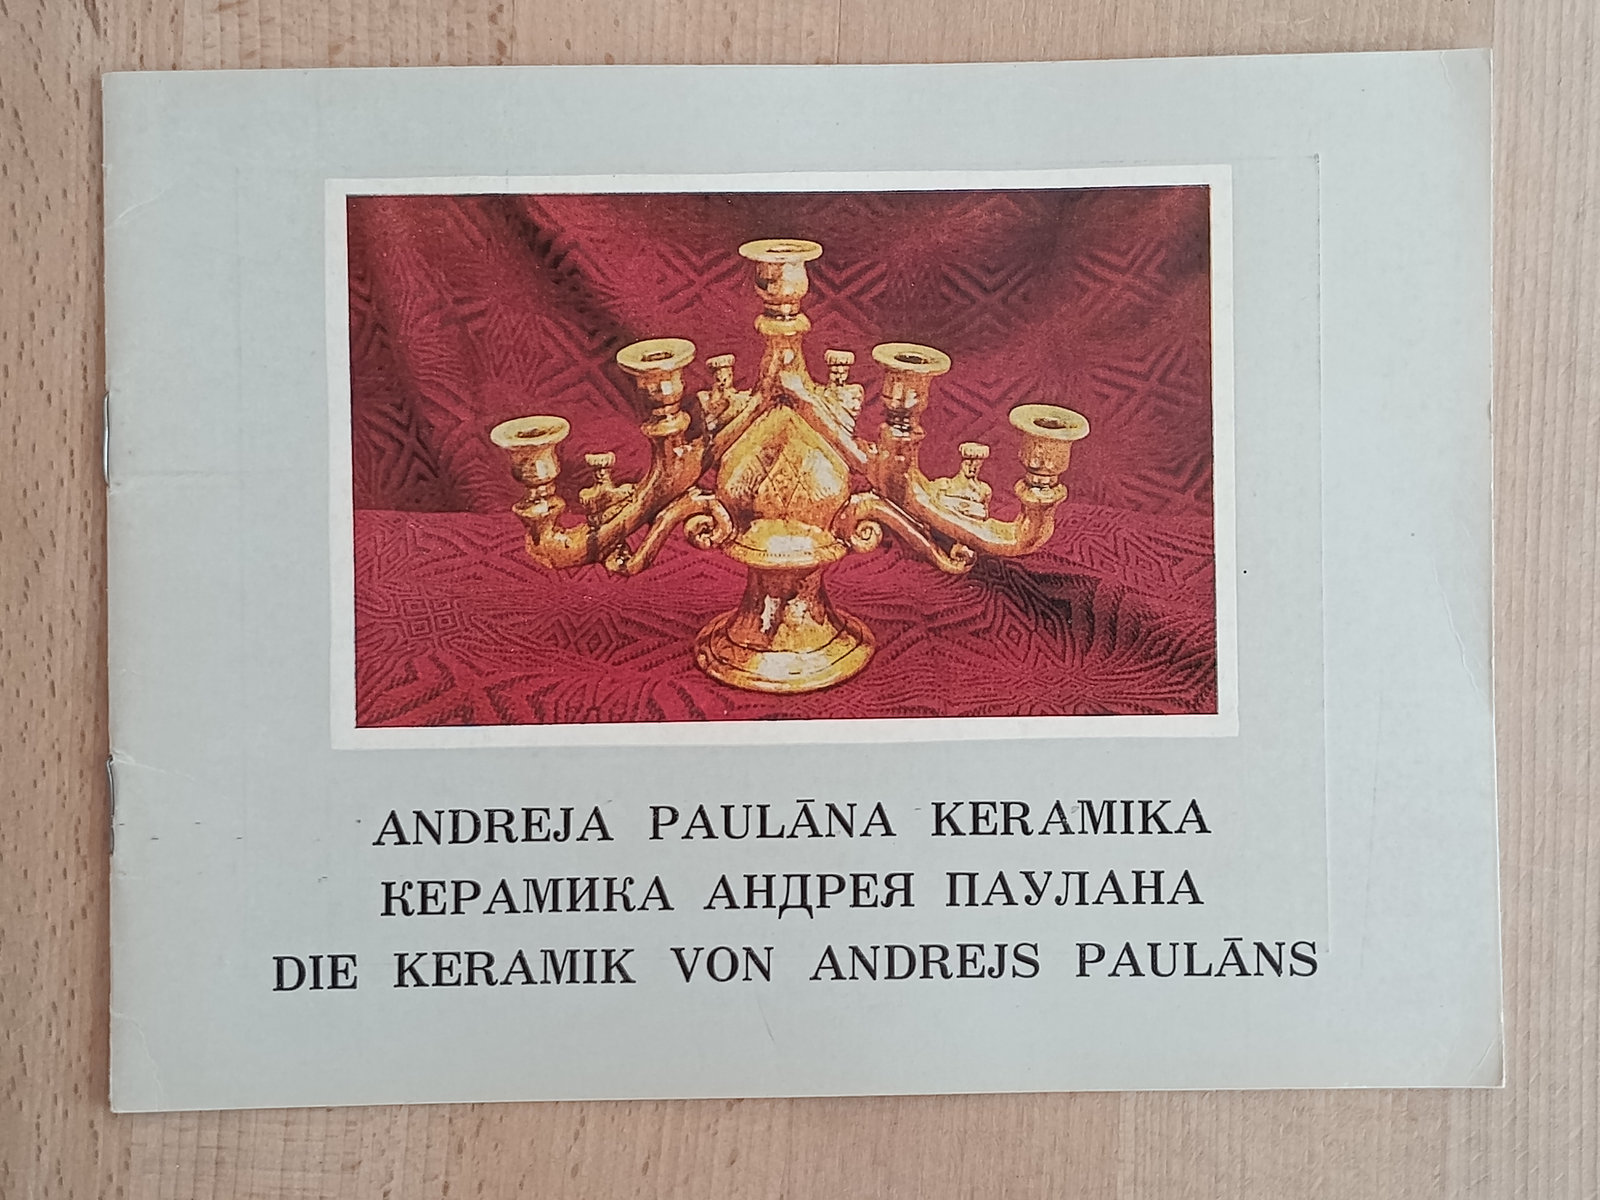 ANDREJA PAULĀNA KERAMIKA
КЕРАМИКА АНДРЕЯ ПАУЛАНА
DIE KERAMIK VON ANDREJS PAULĀNS